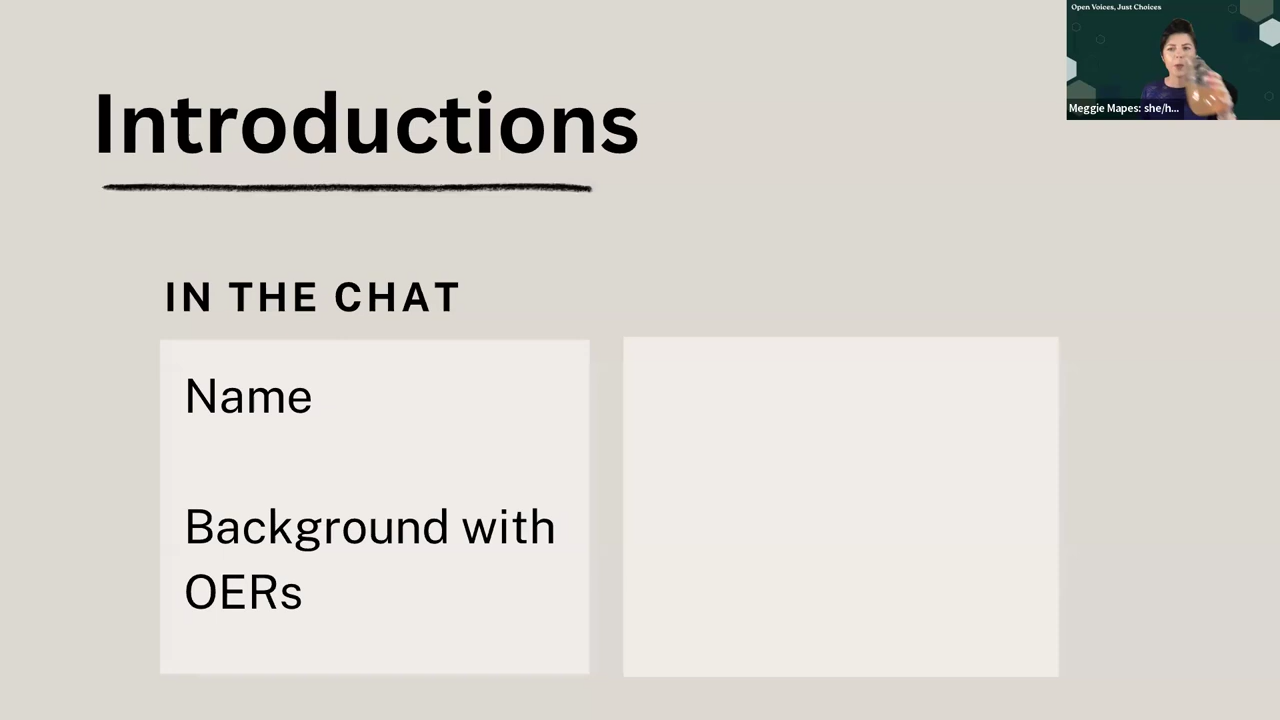 Open Voices, Just Choices
Meggie Mapes: she/h...
Introductions
IN THE CHAT
Name
Background with
OERs